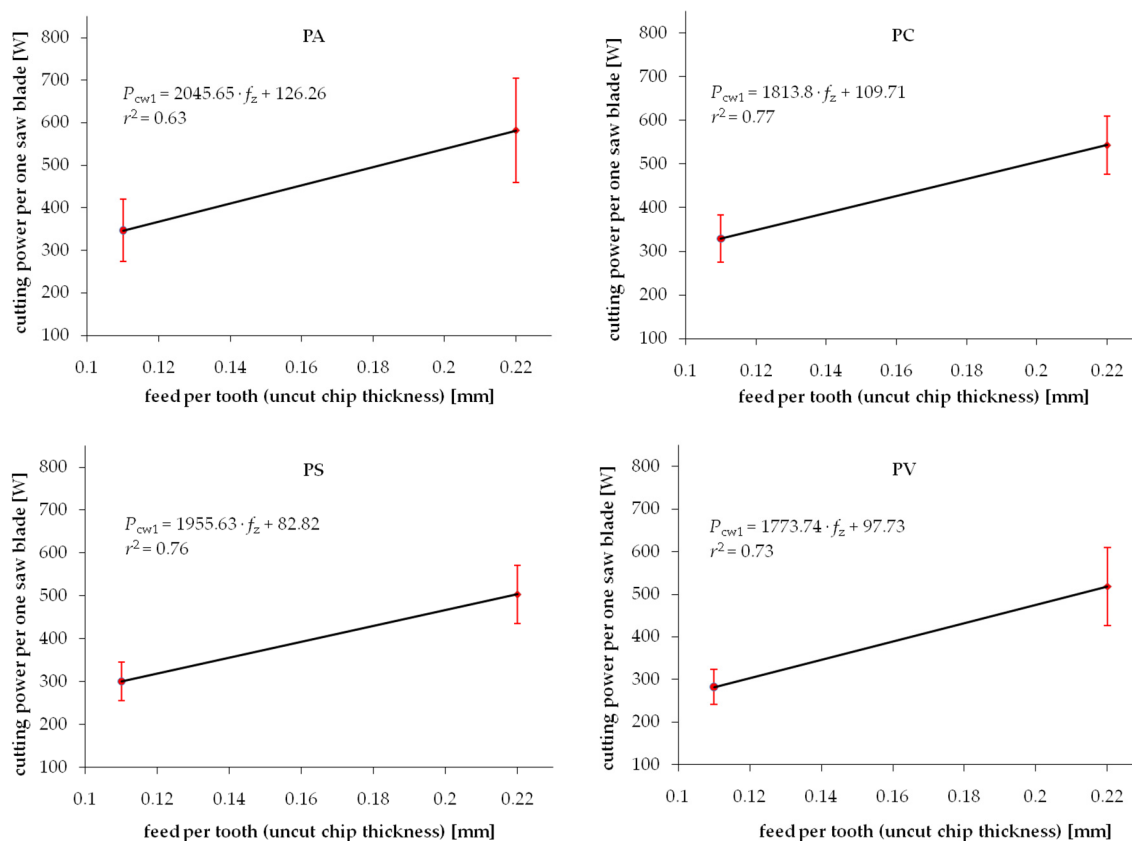 PA
cutting power per one saw blade [W]
800
700
600
500
400
300
200
100
P_cw1 = 2045.65 · f_z + 126.26
r² = 0.63
0.1 0.12 0.14 0.16 0.18 0.2 0.22
feed per tooth (uncut chip thickness) [mm]
PC
cutting power per one saw blade [W]
800
700
600
500
400
300
200
100
P_cw1 = 1813.8 · f_z + 109.71
r² = 0.77
0.1 0.12 0.14 0.16 0.18 0.2 0.22
feed per tooth (uncut chip thickness) [mm]
PS
cutting power per one saw blade [W]
800
700
600
500
400
300
200
100
P_cw1 = 1955.63 · f_z + 82.82
r² = 0.76
0.1 0.12 0.14 0.16 0.18 0.2 0.22
feed per tooth (uncut chip thickness) [mm]
PV
cutting power per one saw blade [W]
800
700
600
500
400
300
200
100
P_cw1 = 1773.74 · f_z + 97.73
r² = 0.73
0.1 0.12 0.14 0.16 0.18 0.2 0.22
feed per tooth (uncut chip thickness) [mm]